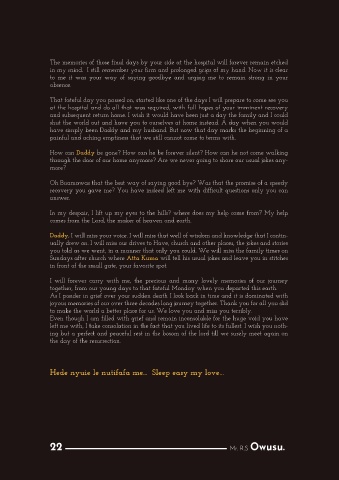 The memories of those final days by your side at the hospital will forever remain etched
in my mind. I still remember your firm and prolonged grips at my hand. Now it is clear
to me it was your way of saying goodbye and urging me to remain strong in your
absence.
That fateful day you passed on, started like one of the days I will prepare to come see you
at the hospital and do all that was required, with full hopes of your imminent recovery
and subsequent return home. I wish it would have been just a day the family and I could
shut the world out and have you to ourselves at home instead. A day when you would
have simply been Daddy and my husband. But now that day marks the beginning of a
painful and aching emptiness that we still cannot come to terms with.
How can Daddy be gone? How can he be forever silent? How can he not come walking
through the door of our home anymore? Are we never going to share our usual jokes any-
more?
Oh was that the best way of saying good bye? Was that the promise of a speedy
recovery you gave me? You have indeed left me with difficult questions only you can
answer.
In my despair, I lift up my eyes to the hills? where does my help come from? My help
comes from the Lord, the maker of heaven and earth.
Daddy, I will miss your voice. I will miss that well of wisdom and knowledge that I contin-
ually drew on. I will miss our drives to Have, church and other places, the jokes and stories
you told as we went, in a manner that only you could. We will miss the family times on
Sundays after church where Atta Kussa will tell his usual jokes and leave you in stitches
in front of the small gate, your favorite spot.
I will forever carry with me, the precious and many lovely memories of our journey
together, from our young days to that fateful Monday when you departed this earth.
As I ponder in grief over your sudden death I look back in time and it is dominated with
joyous memories of our over three decades long journey together. Thank you for all you did
to make the world a better place for us. We love you and miss you terribly.
Even though I am filled with grief and remain inconsolable for the huge void you have
left me with, I take consolation in the fact that you lived life to its fullest. I wish you noth-
ing but a perfect and peaceful rest in the bosom of the lord till we surely meet again on
the day of the resurrection.
Hede nyuie le nutifafa me... Sleep easy my love...
22 Mr. R.S Owusu.